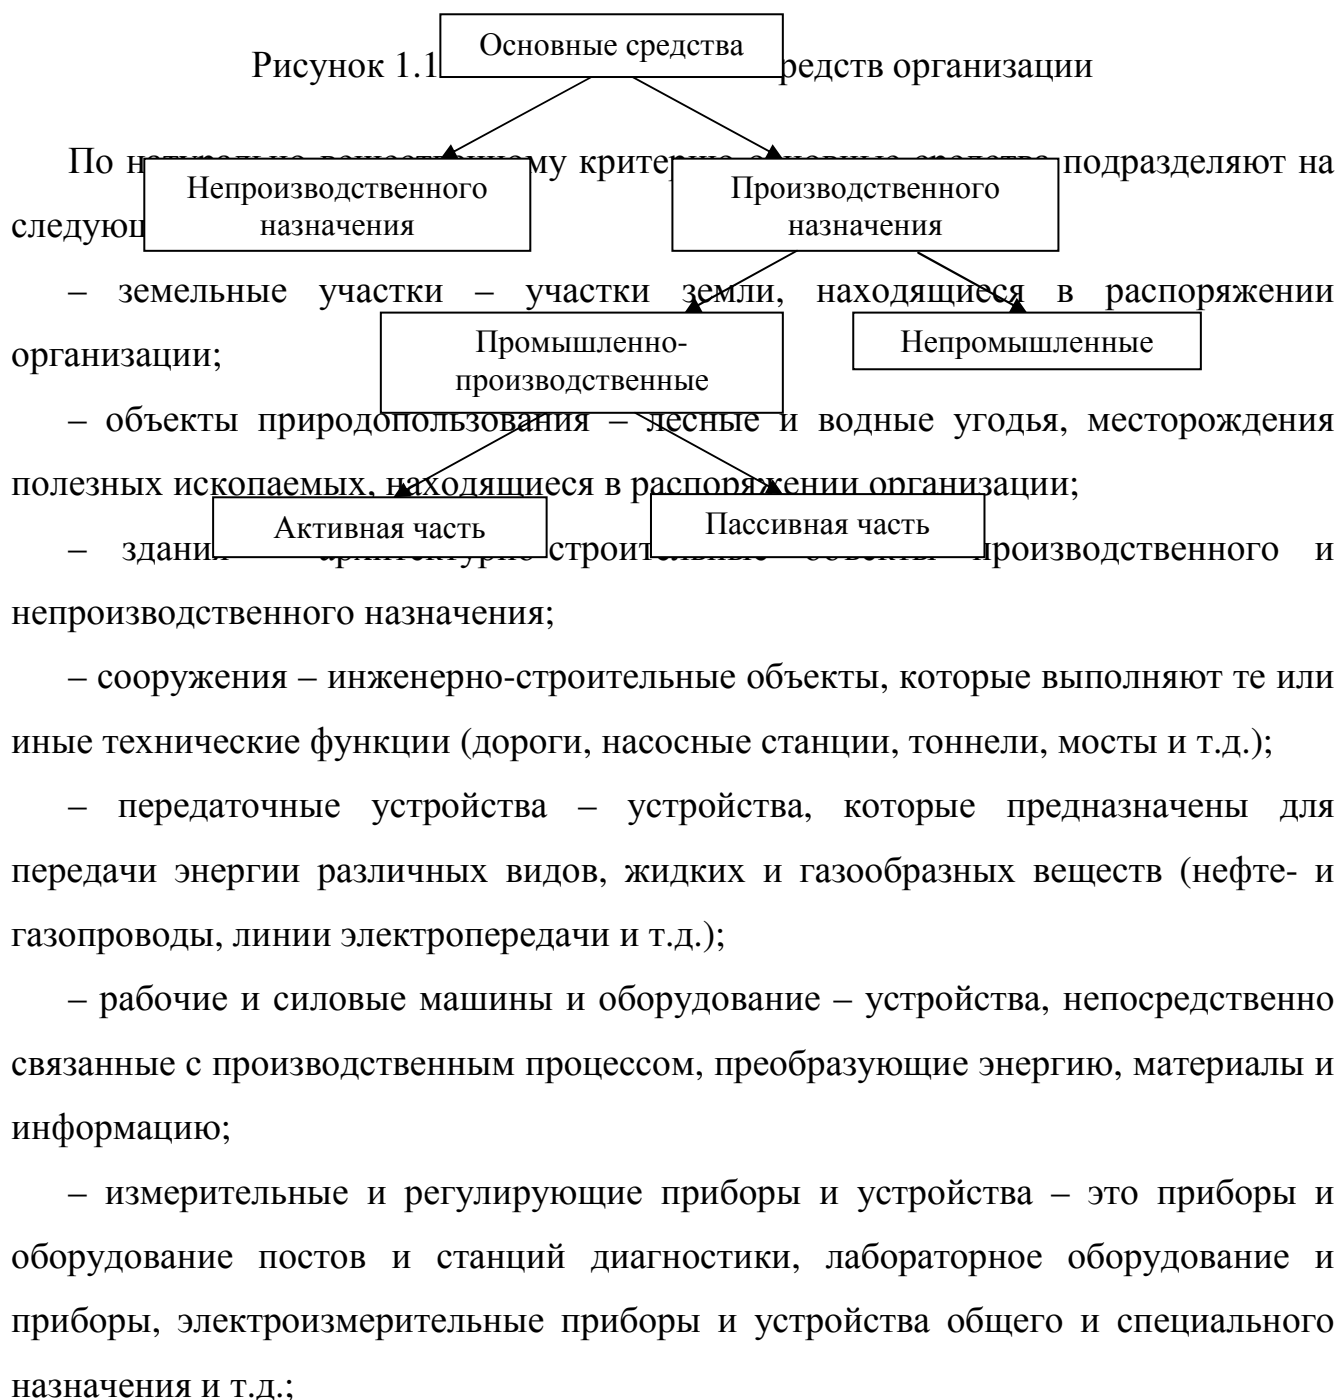 Основные средства
Рисунок 1.1 редств организации
По критерию основные средства подразделяют на
Непроизводственного
назначения
Производственного
назначения
– земельные участки – участки земли, находящиеся в распоряжении
Промышленно-
производственные
Непромышленные
организации;
– объекты природопользования – лесные и водные угодья, месторождения
полезных ископаемых, находящиеся в распоряжении организации;
Активная часть
Пассивная часть
– объекты производственного и
непроизводственного назначения;
– сооружения – инженерно-строительные объекты, которые выполняют те или
иные технические функции (дороги, насосные станции, тоннели, мосты и т.д.);
– передаточные устройства – устройства, которые предназначены для
передачи энергии различных видов, жидких и газообразных веществ (нефте- и
газопроводы, линии электропередачи и т.д.);
– рабочие и силовые машины и оборудование – устройства, непосредственно
связанные с производственным процессом, преобразующие энергию, материалы и
информацию;
– измерительные и регулирующие приборы и устройства – это приборы и
оборудование постов и станций диагностики, лабораторное оборудование и
приборы, электроизмерительные приборы и устройства общего и специального
назначения и т.д.;